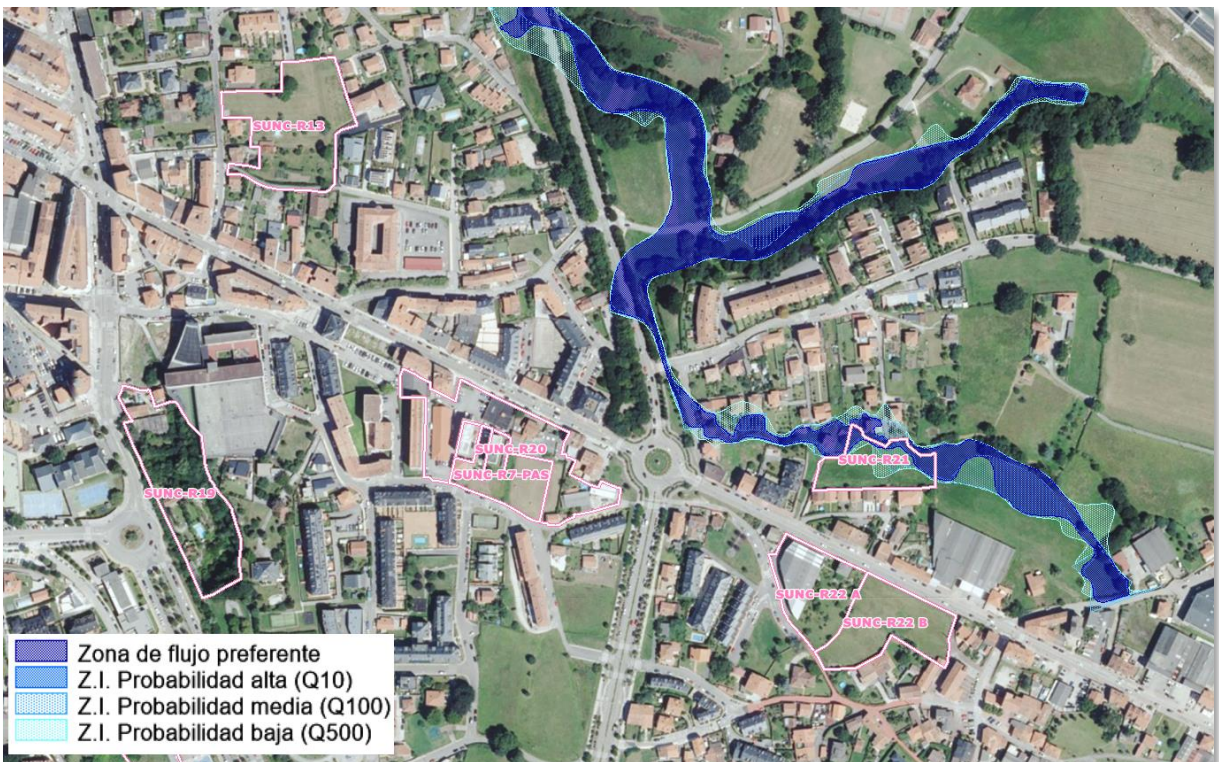 SUNC-R13
SUNC-R20
SUNC-R7-PAS
SUNC-R21
SUNC-R19
SUNC-R22 A
SUNC-R22 B
Zona de flujo preferente
Z.I. Probabilidad alta (Q10)
Z.I. Probabilidad media (Q100)
Z.I. Probabilidad baja (Q500)